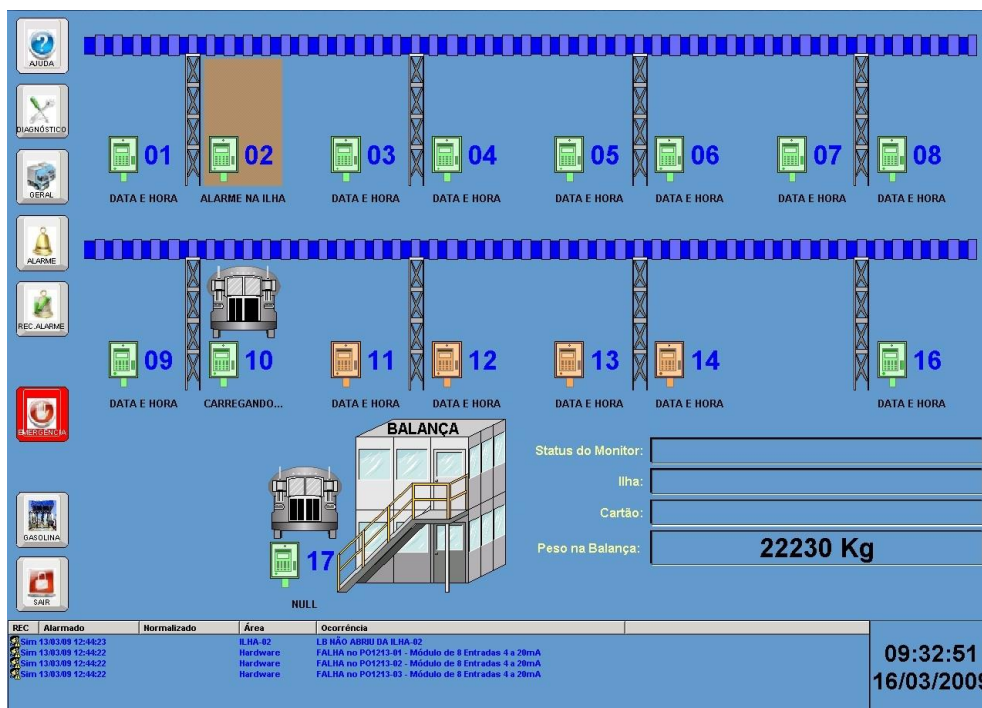 AJUDA
DIAGNÓSTICO
GERAL
ALARME
REC.ALARME
EMERGÊNCIA
GASOLINA
SAIR
01 02 03 04 05 06 07 08
DATA E HORA ALARME NA ILHA DATA E HORA DATA E HORA DATA E HORA DATA E HORA DATA E HORA DATA E HORA
09 10 11 12 13 14 16
DATA E HORA CARREGANDO... DATA E HORA DATA E HORA DATA E HORA DATA E HORA DATA E HORA
BALANÇA
17
NULL
Status do Monitor:
Ilha:
Cartão:
Peso na Balança: 22230 Kg
REC Alarmado Normalizado Área Ocorrência
Sim 13/03/09 12:44:23 ILHA-02 LB NÃO ABRIU DA ILHA-02
Sim 13/03/09 12:44:22 Hardware FALHA no PO1213-01 - Módulo de 8 Entradas 4 a 20mA
Sim 13/03/09 12:44:22 Hardware FALHA no PO1213-02 - Módulo de 8 Entradas 4 a 20mA
Sim 13/03/09 12:44:22 Hardware FALHA no PO1213-03 - Módulo de 8 Entradas 4 a 20mA
09:32:51
16/03/2009